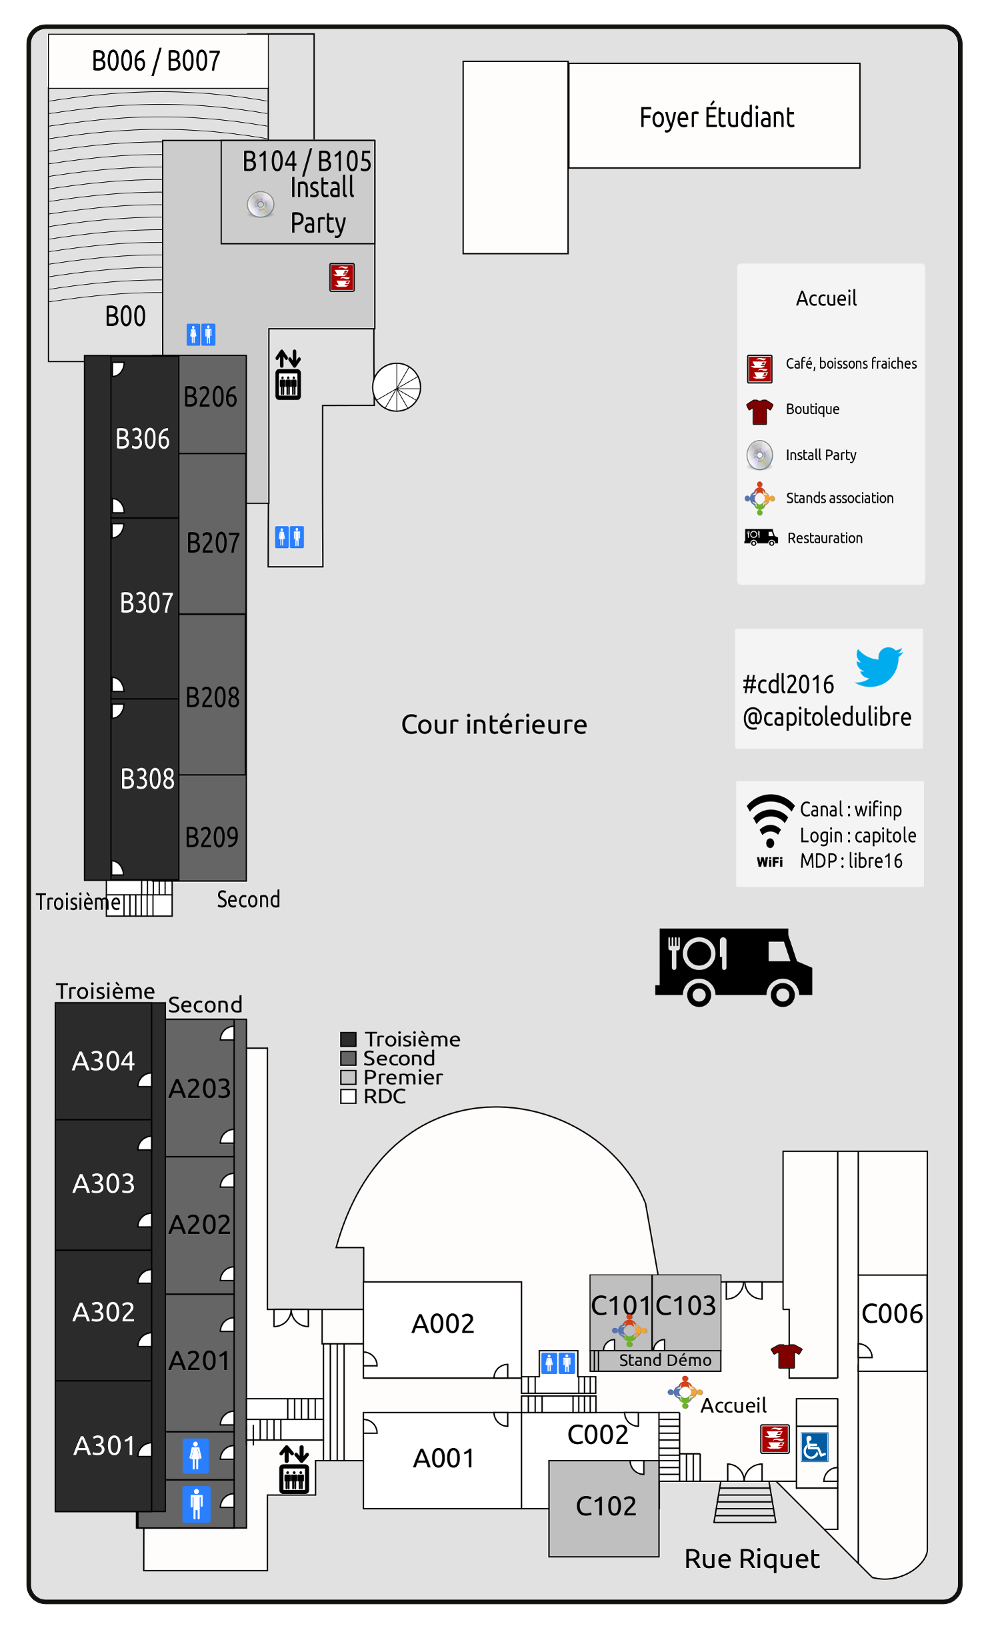 B006 / B007
Foyer Étudiant
B104 / B105
Install
Party
B00
Accueil
Café, boissons fraiches
Boutique
Install Party
Stands association
Restauration
B206
B306
B207
B307
B208
B308
B209
Troisième
Second
Cour intérieure
#cdl2016
@capitoledulibre
WiFi
Canal : wifinp
Login : capitole
MDP : libre16
Troisième
Second
A304
A203
A303
A202
A302
A201
A301
Troisième
Second
Premier
RDC
A002
C101
C103
Stand Démo
C006
Accueil
A001
C002
C102
Rue Riquet